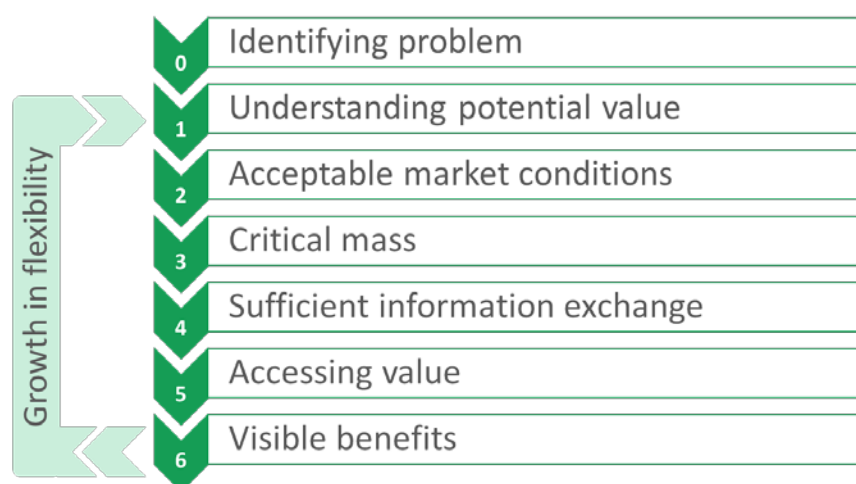 0
Identifying problem
1
Understanding potential value
2
Acceptable market conditions
3
Critical mass
4
Sufficient information exchange
5
Accessing value
6
Visible benefits
Growth in flexibility